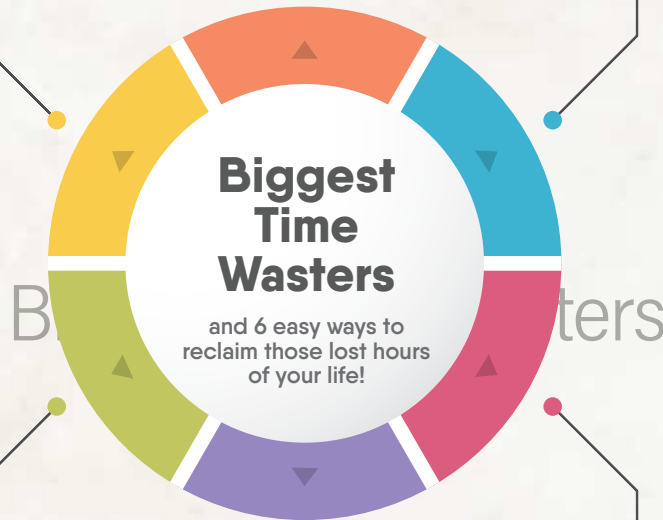 Biggest
Time
Wasters
and 6 easy ways to
reclaim those lost hours
of your life!